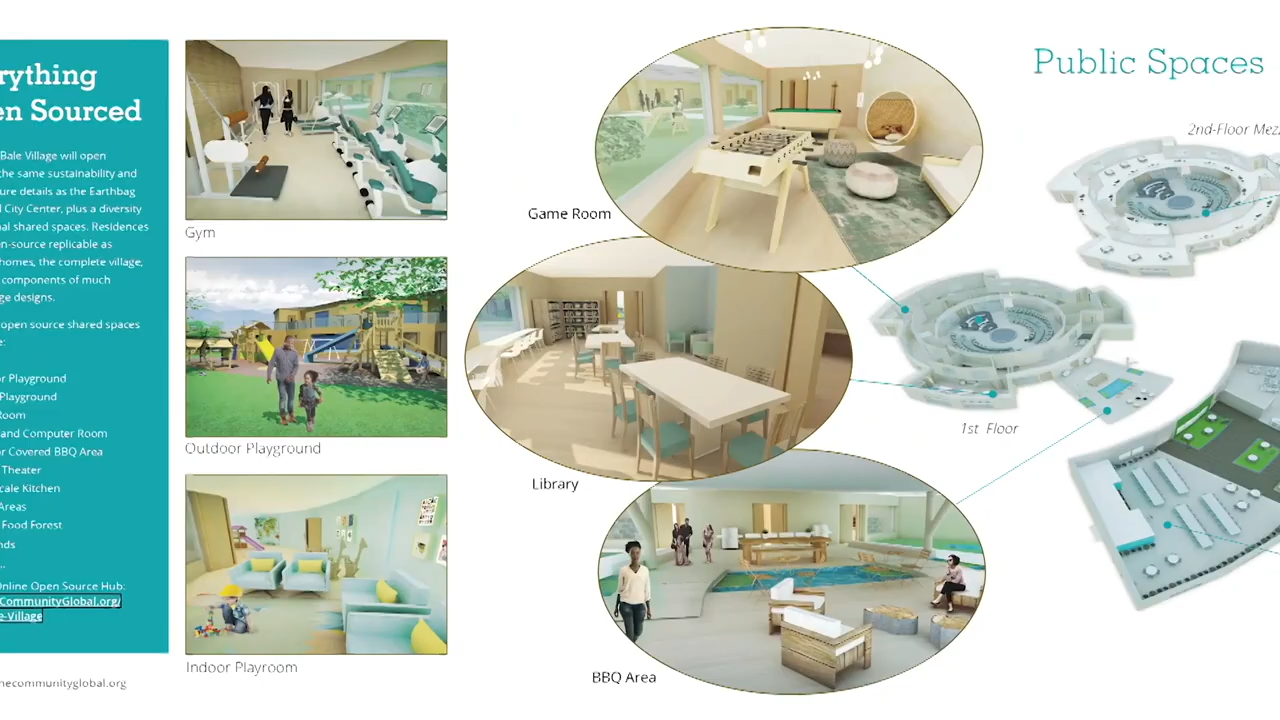 rything
en Sourced
Bale Village will open
the same sustainability and
ure details as the Earthbag
l City Center, plus a diversity
al shared spaces. Residences
n-source replicable as
homes, the complete village,
components of much
ge designs.
open source shared spaces
e:
or Playground
Playground
Room
and Computer Room
or Covered BBQ Area
Theater
cale Kitchen
Areas
Food Forest
nds
..
Online Open Source Hub:
CommunityGlobal.org/
e-Village
necommunityglobal.org
Gym
Outdoor Playground
Indoor Playroom
Game Room
Library
BBQ Area
Public Spaces
2nd-Floor Mezz
1st Floor